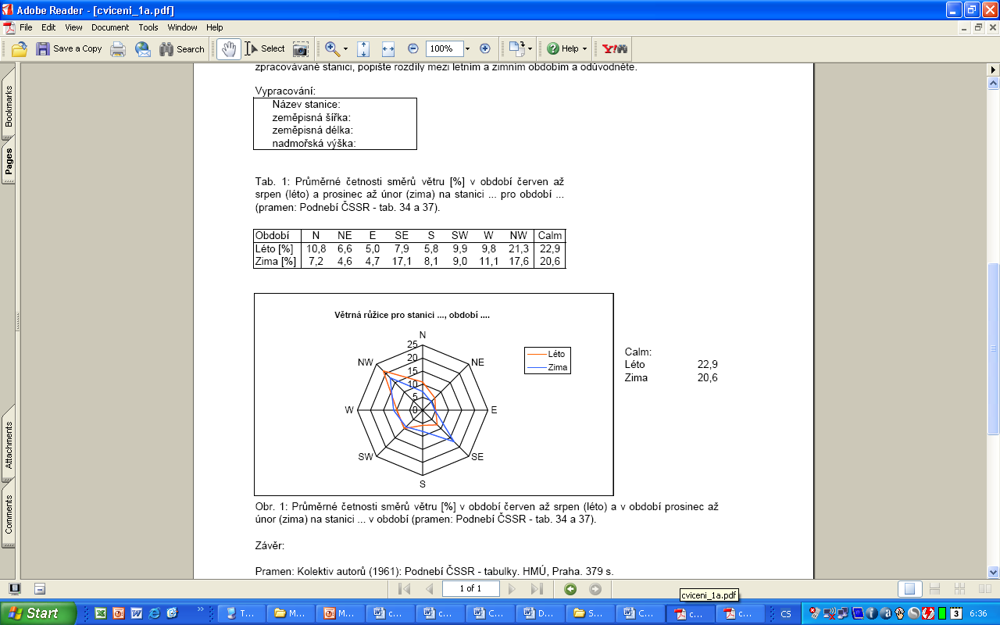 Adobe Reader - [cviceni_1a.pdf]
File Edit View Document Tools Window Help
Save a Copy Search Select 100% Help Y!
Bookmarks
Pages
Attachments
Comments
zpracovávané stanici, popište rozdíly mezi letním a zimním obdobím a odůvodněte.
Vypracování:
Název stanice:
zeměpisná šířka:
zeměpisná délka:
nadmořská výška:
Tab. 1: Průměrné četnosti směrů větru [%] v období červen až
srpen (léto) a prosinec až únor (zima) na stanici ... pro období ...
(pramen: Podnebí ČSSR - tab. 34 a 37).
Období N NE E SE S SW W NW Calm
Léto [%] 10,8 6,6 5,0 7,9 5,8 9,9 9,8 21,3 22,9
Zima [%] 7,2 4,6 4,7 17,1 8,1 9,0 11,1 17,6 20,6
Větrná růžice pro stanici ..., období ....
N
25
20
15
10
5
0
NE
E
SE
S
SW
W
NW
Léto
Zima
Calm:
Léto 22,9
Zima 20,6
Obr. 1: Průměrné četnosti směrů větru [%] v období červen až srpen (léto) a v období prosinec až
únor (zima) na stanici ... v období (pramen: Podnebí ČSSR - tab. 34 a 37).
Závěr:
Pramen: Kolektiv autorů (1961): Podnebí ČSSR - tabulky. HMÚ, Praha. 379 s.
1 of 1
cviceni_1a.pdf
Start T... M... M... c... c... C... D... S... C... c... c... CS 3 6:36